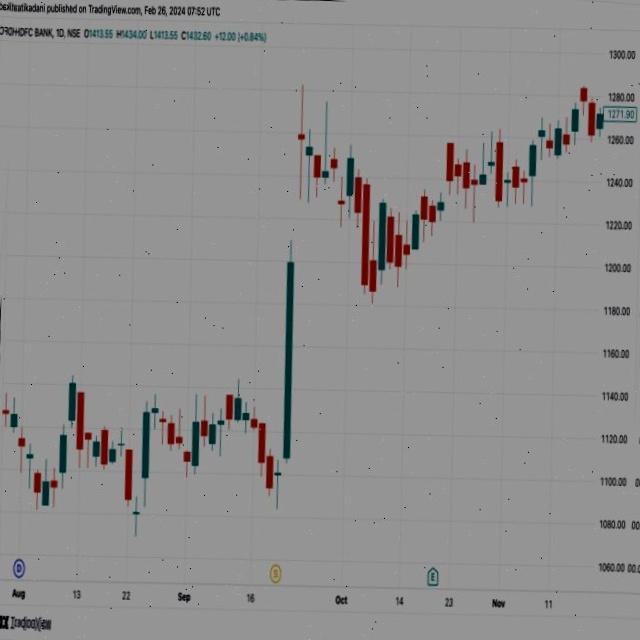 published on TradingView.com, Feb 26, 2024 07:52 UTC
HDFC BANK, 1D, NSE O1413.55 H1434.00 L1413.55 C1432.60 +12.00 (+0.84%)
1300.00
1280.00
1271.90
1260.00
1240.00
1220.00
1200.00
1180.00
1160.00
1140.00
1120.00
1100.00
1080.00
1060.00
D
S
E
Aug 13 22 Sep 16 Oct 14 23 Nov 11
TradingView